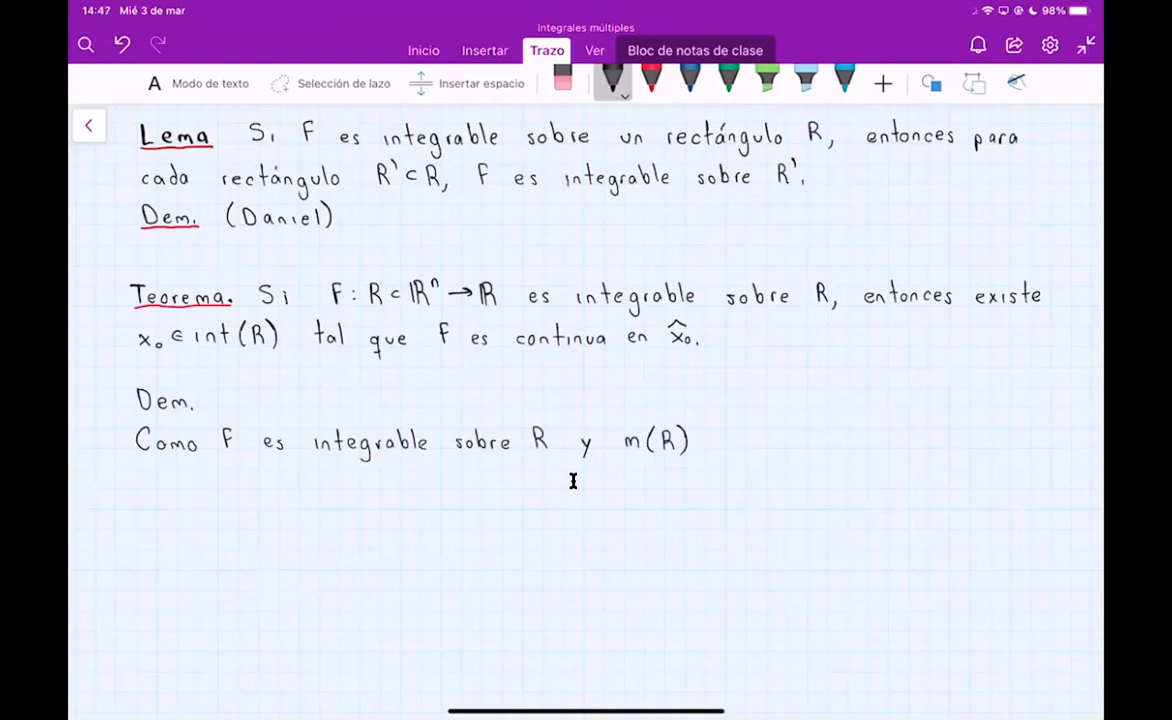 14:47 Mié 3 de mar
98%
Integrales múltiples
Inicio Insertar Trazo Ver Bloc de notas de clase
A Modo de texto Selección de lazo Insertar espacio
Lema Si f es integrable sobre un rectángulo R, entonces para
cada rectángulo R' ⊂ R, f es integrable sobre R'.
Dem. (Daniel)
Teorema. Si f: R ⊂ ℝⁿ → ℝ es integrable sobre R, entonces existe
x̂₀ ∈ int(R) tal que f es continua en x̂₀.
Dem.
Como f es integrable sobre R y m(R)